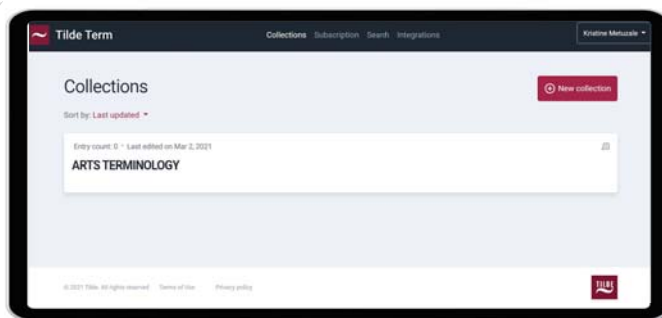 Tilde Term
Collections Subscription Search Integrations
Kristine Metuzale
Collections
New collection
Sort by: Last updated
Entry count: 0 • Last edited on Mar 2, 2021
ARTS TERMINOLOGY
© 2021 Tilde. All rights reserved Terms of Use Privacy policy
TILDE